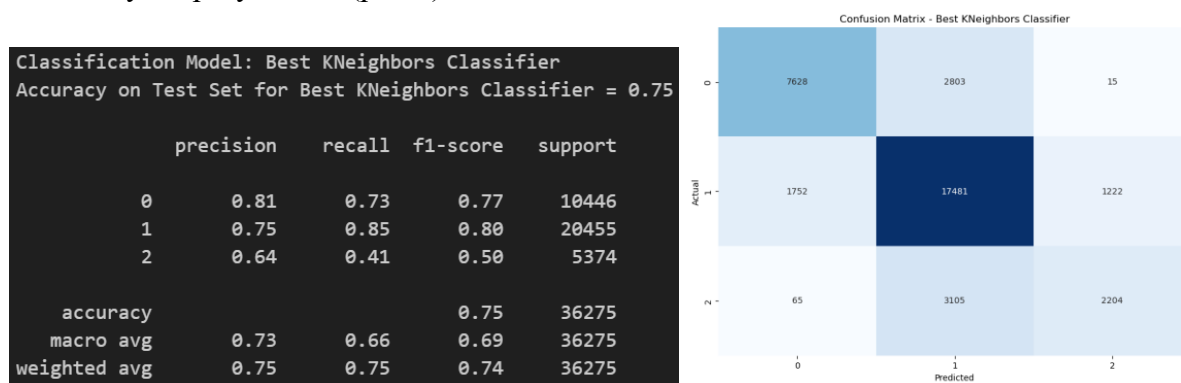 Classification Model: Best KNeighbors Classifier
Accuracy on Test Set for Best KNeighbors Classifier = 0.75
precision recall f1-score support
0 0.81 0.73 0.77 10446
1 0.75 0.85 0.80 20455
2 0.64 0.41 0.50 5374
accuracy 0.75 36275
macro avg 0.73 0.66 0.69 36275
weighted avg 0.75 0.75 0.74 36275
Confusion Matrix - Best KNeighbors Classifier
Actual
0 7628 2803 15
1 1752 17481 1222
2 65 3105 2204
0 1 2
Predicted